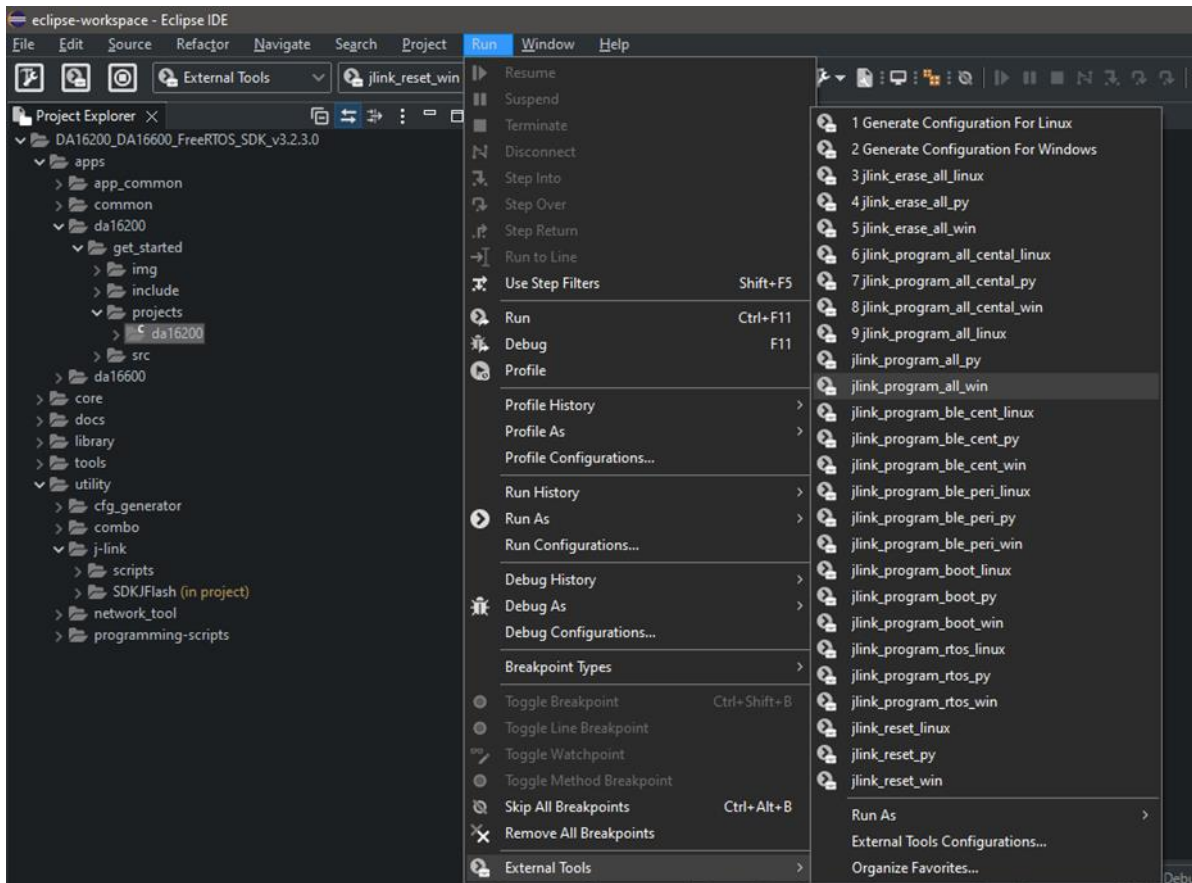 eclipse-workspace - Eclipse IDE
File Edit Source Refactor Navigate Search Project Run Window Help
External Tools jlink_reset_win
Project Explorer
DA16200_DA16600_FreeRTOS_SDK_v3.2.3.0
apps
app_common
common
da16200
get_started
img
include
projects
da16200
src
da16600
core
docs
library
tools
utility
cfg_generator
combo
j-link
scripts
SDKJFlash (in project)
network_tool
programming-scripts
Resume
Suspend
Terminate
Disconnect
Step Into
Step Over
Step Return
Run to Line
Use Step Filters Shift+F5
Run Ctrl+F11
Debug F11
Profile
Profile History
Profile As
Profile Configurations...
Run History
Run As
Run Configurations...
Debug History
Debug As
Debug Configurations...
Breakpoint Types
Toggle Breakpoint Ctrl+Shift+B
Toggle Line Breakpoint
Toggle Watchpoint
Toggle Method Breakpoint
Skip All Breakpoints Ctrl+Alt+B
Remove All Breakpoints
External Tools
1 Generate Configuration For Linux
2 Generate Configuration For Windows
3 jlink_erase_all_linux
4 jlink_erase_all_py
5 jlink_erase_all_win
6 jlink_program_all_cental_linux
7 jlink_program_all_cental_py
8 jlink_program_all_cental_win
9 jlink_program_all_linux
jlink_program_all_py
jlink_program_all_win
jlink_program_ble_cent_linux
jlink_program_ble_cent_py
jlink_program_ble_cent_win
jlink_program_ble_peri_linux
jlink_program_ble_peri_py
jlink_program_ble_peri_win
jlink_program_boot_linux
jlink_program_boot_py
jlink_program_boot_win
jlink_program_rtos_linux
jlink_program_rtos_py
jlink_program_rtos_win
jlink_reset_linux
jlink_reset_py
jlink_reset_win
Run As
External Tools Configurations...
Organize Favorites...
Debu